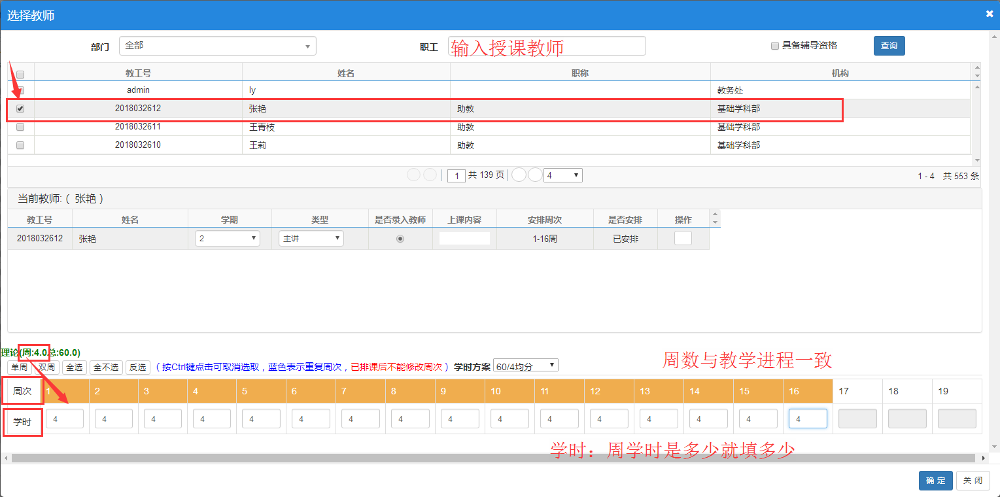 选择教师
部门 全部 职工 输入授课教师 具备辅导资格 查询
教工号 姓名 职称 机构
admin ly 教务处
2018032612 张艳 助教 基础学科部
2018032611 王青枝 助教 基础学科部
2018032610 王莉 助教 基础学科部
1 共 139 页 4 1 - 4 共 553 条
当前教师: ( 张艳 )
教工号 姓名 学期 类型 是否录入教师 上课内容 安排周次 是否安排 操作
2018032612 张艳 2 主讲 1-16周 已安排
理论(周:4.0总:60.0)
周数与教学进程一致
单周 双周 全选 全不选 反选 ( 按Ctrl键点击可取消选取，蓝色表示重复周次，已排课后不能修改周次 ) 学时方案 60/4均分
周次 1 2 3 4 5 6 7 8 9 10 11 12 13 14 15 16 17 18 19
学时 4 4 4 4 4 4 4 4 4 4 4 4 4 4 4 4
学时：周学时是多少就填多少
确 定 关 闭